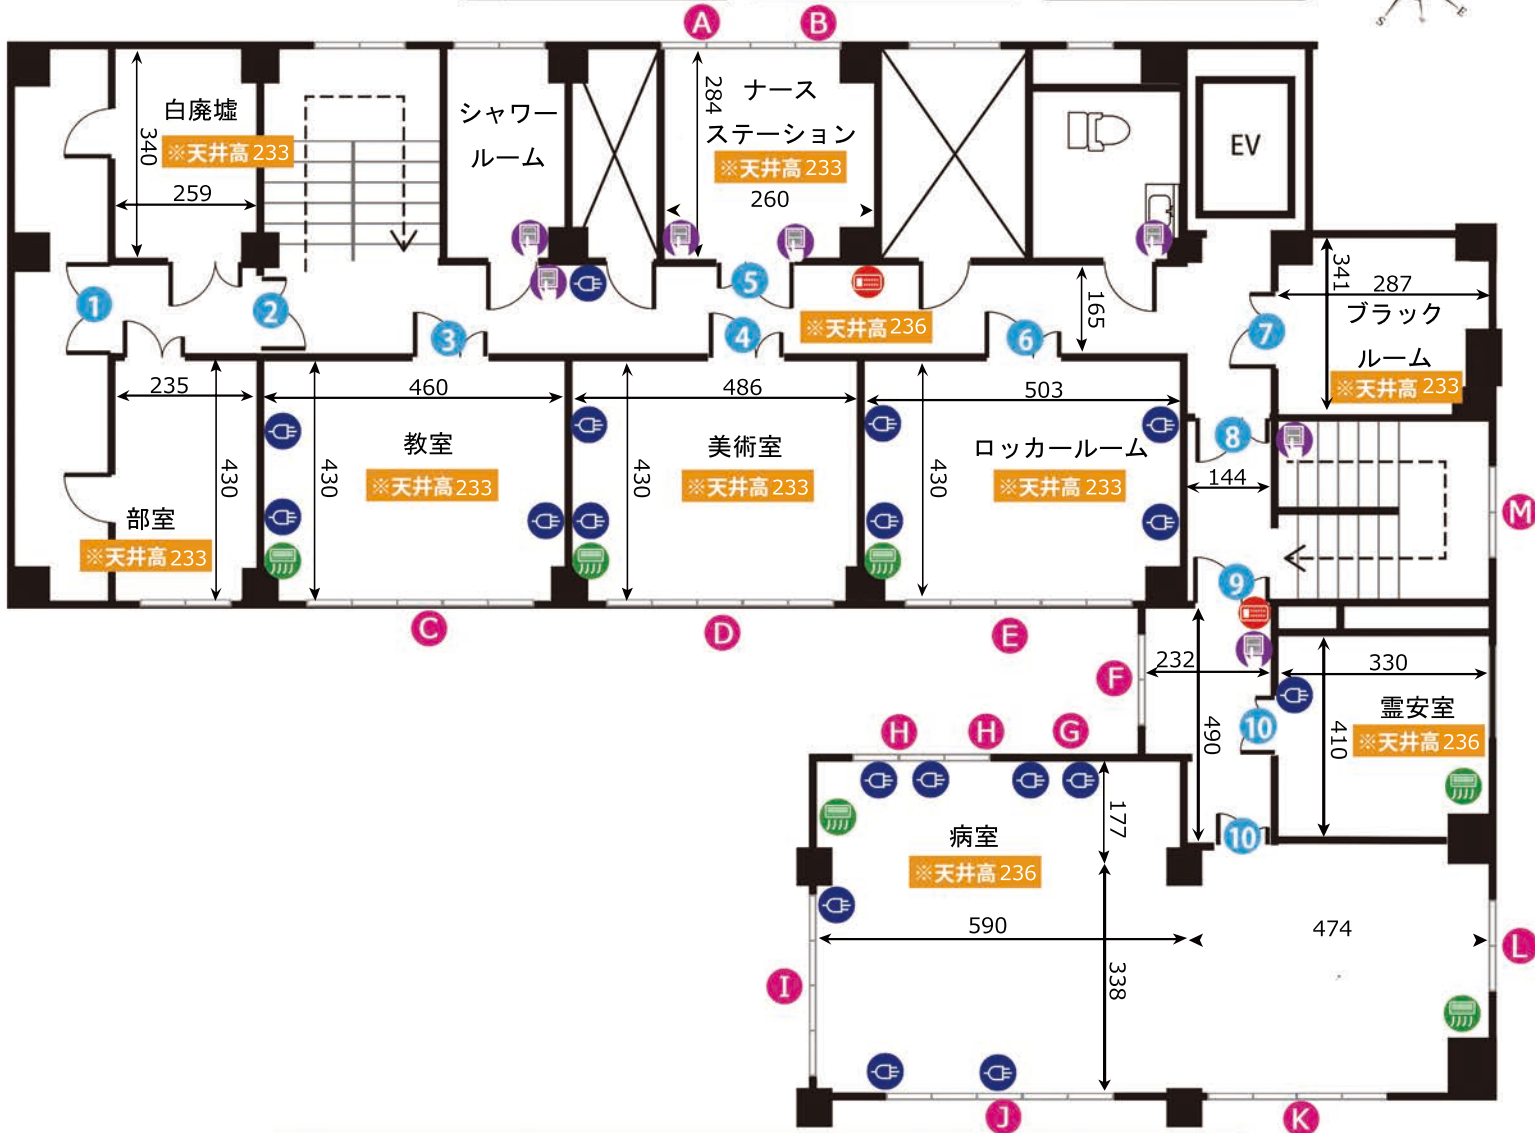 S
E
A
B
白廃墟
※天井高 233
340
259
シャワー
ルーム
284
ナース
ステーション
※天井高 233
260
EV
1
2
3
4
5
6
7
※天井高 236
165
341
287
ブラック
ルーム
※天井高 233
235
430
部室
※天井高 233
460
430
教室
※天井高 233
486
430
美術室
※天井高 233
503
430
ロッカールーム
※天井高 233
8
144
9
M
C
D
E
F
232
490
10
330
410
霊安室
※天井高 236
H
H
G
177
病室
※天井高 236
10
590
474
338
I
L
J
K